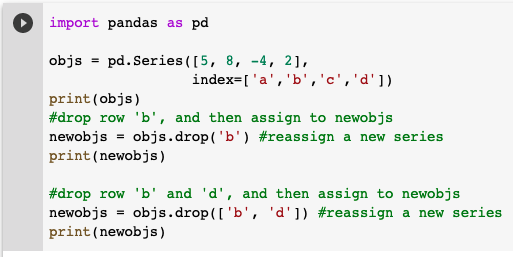 import pandas as pd
objs = pd.Series([5, 8, -4, 2],
index=['a','b','c','d'])
print(objs)
#drop row 'b', and then assign to newobjs
newobjs = objs.drop('b') #reassign a new series
print(newobjs)
#drop row 'b' and 'd', and then assign to newobjs
newobjs = objs.drop(['b', 'd']) #reassign a new series
print(newobjs)